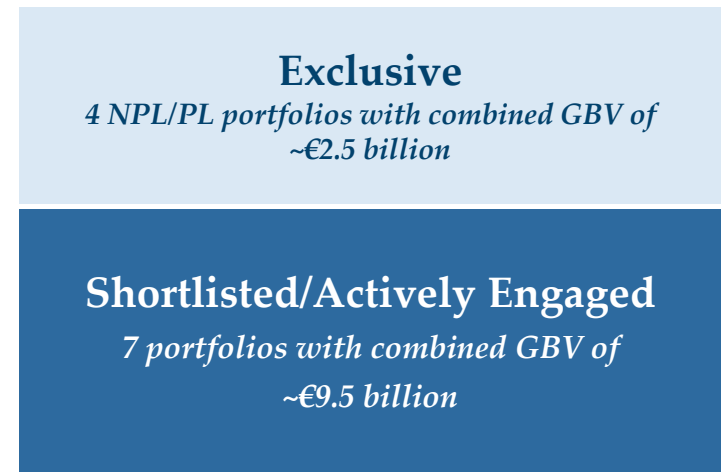 Exclusive
4 NPL/PL portfolios with combined GBV of
~€2.5 billion
Shortlisted/Actively Engaged
7 portfolios with combined GBV of
~€9.5 billion